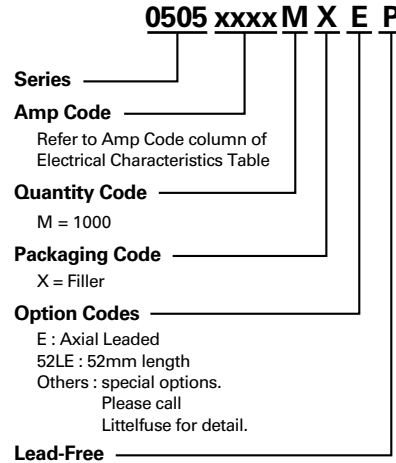 0505 xxxx M X E P
Series
Amp Code
Refer to Amp Code column of
Electrical Characteristics Table
Quantity Code
M = 1000
Packaging Code
X = Filler
Option Codes
E : Axial Leaded
52LE : 52mm length
Others : special options.
Please call
Littelfuse for detail.
Lead-Free